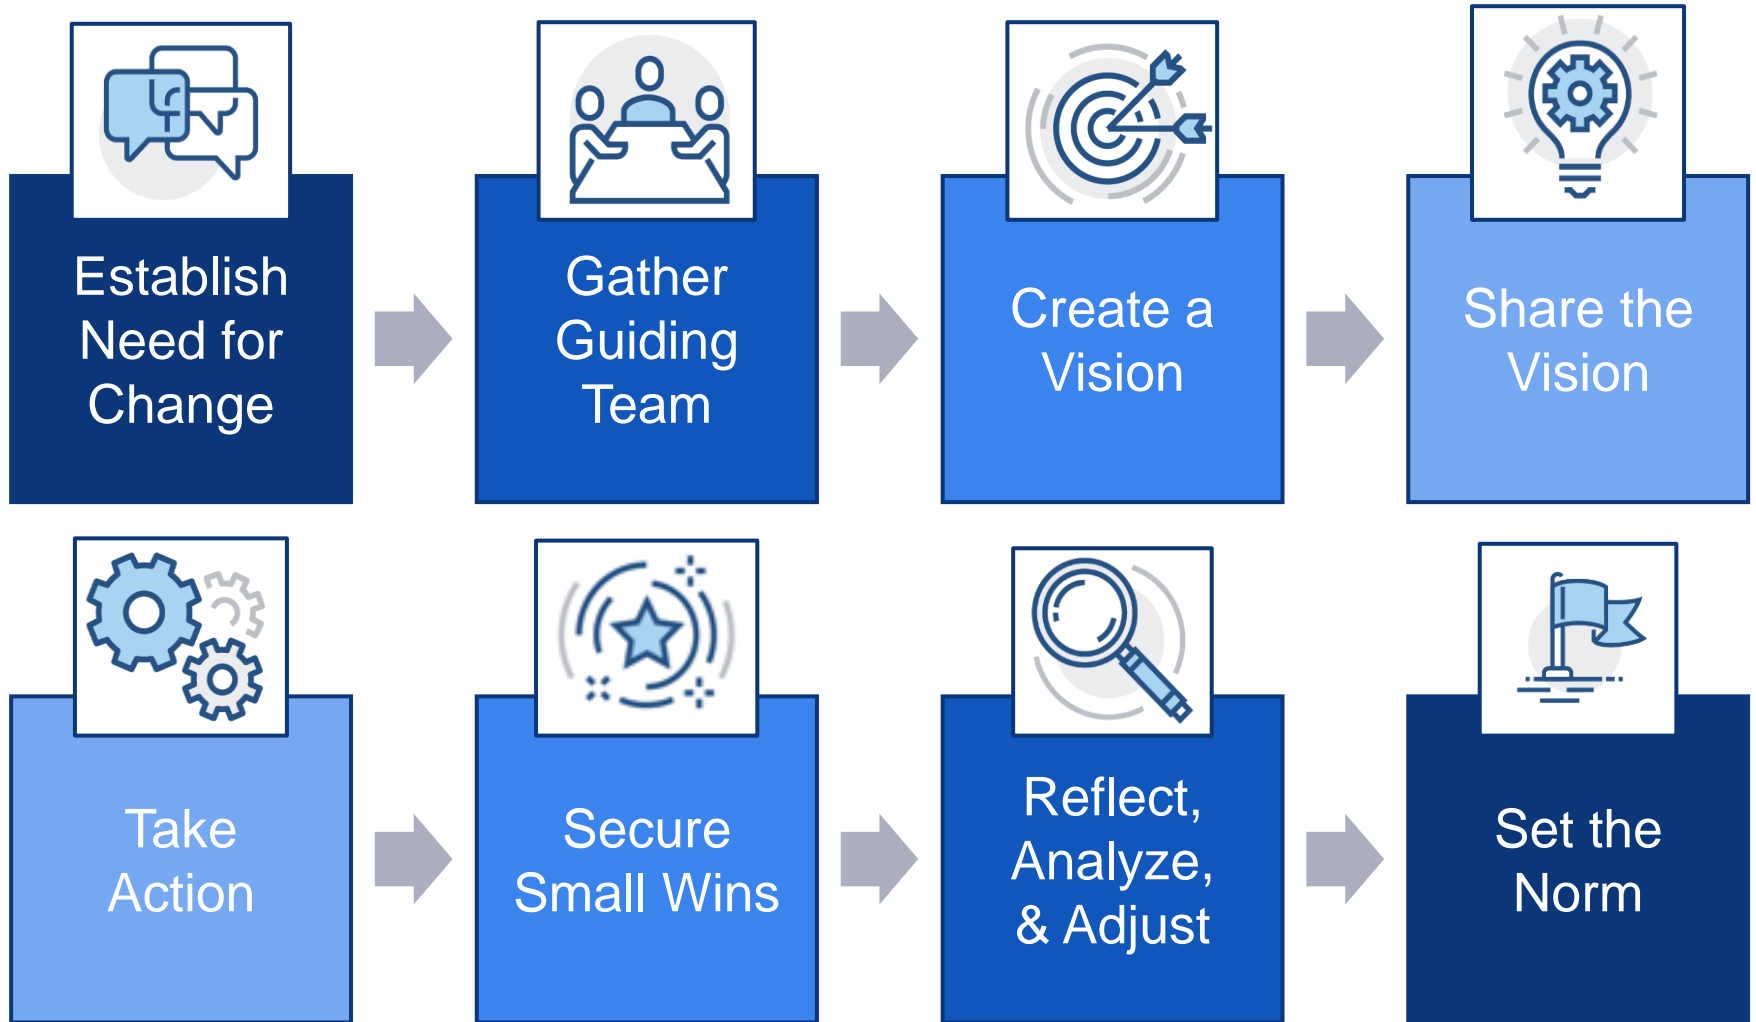 Establish
Need for
Change
Gather
Guiding
Team
Create a
Vision
Share the
Vision
Take
Action
Secure
Small Wins
Reflect,
Analyze,
& Adjust
Set the
Norm